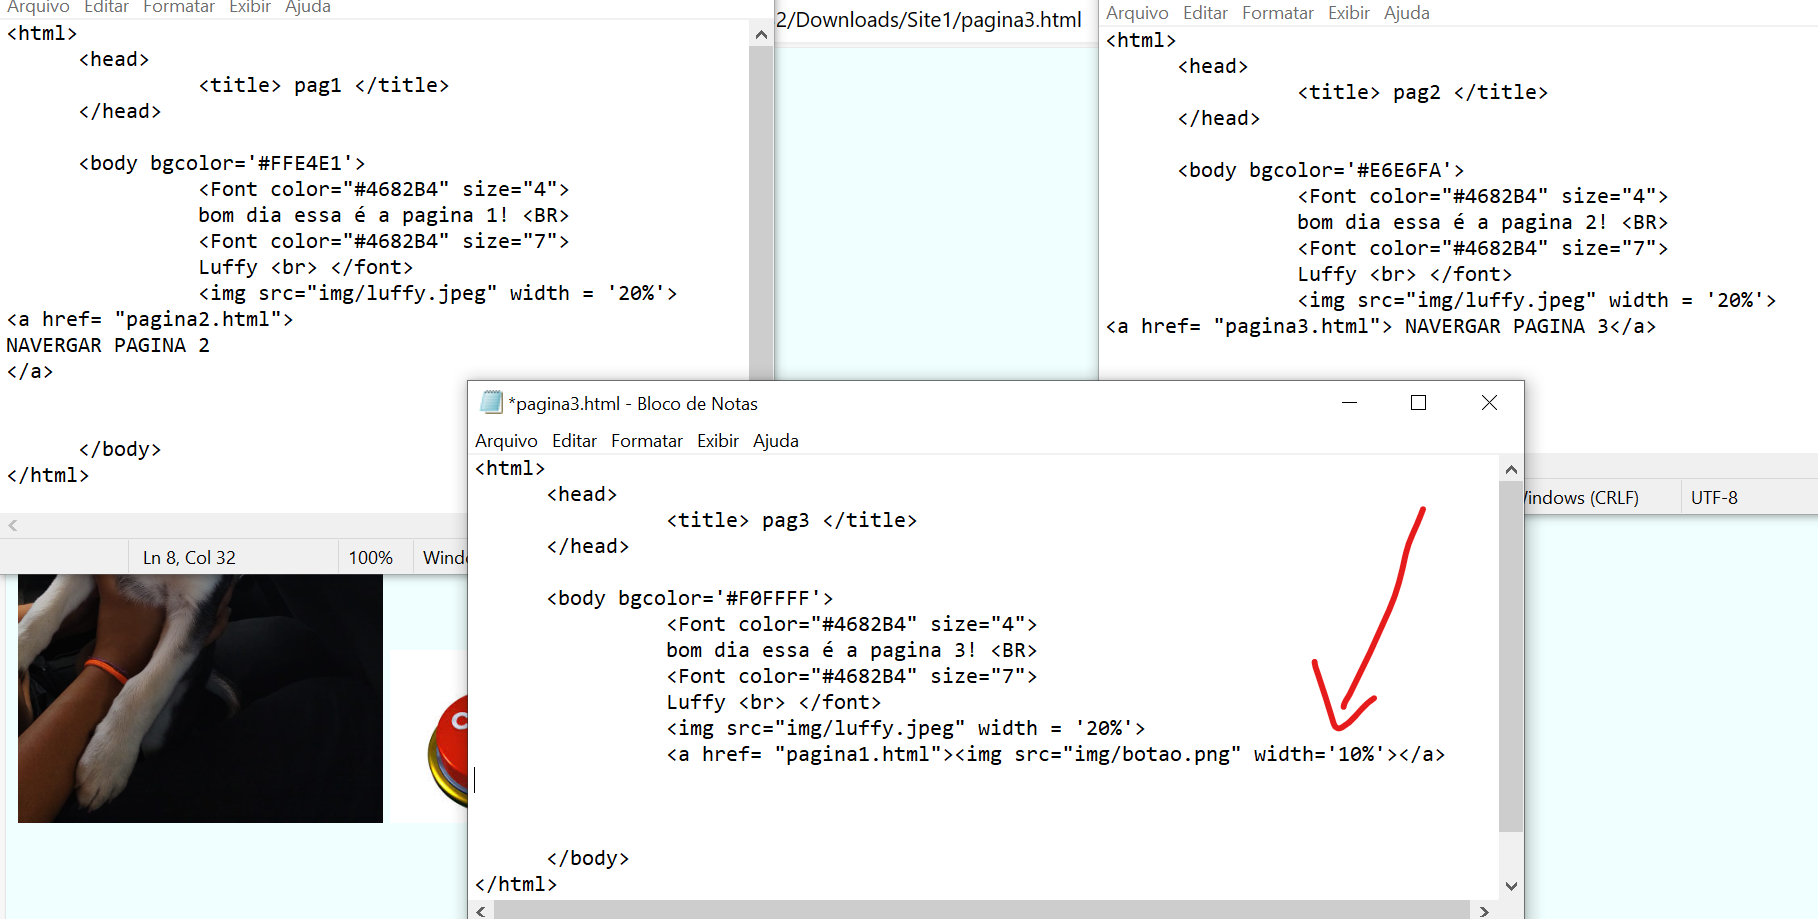 Arquivo Editar Formatar Exibir Ajuda
<html>
<head>
<title> pag1 </title>
</head>
<body bgcolor='#FFE4E1'>
<Font color="#4682B4" size="4">
bom dia essa é a pagina 1! <BR>
<Font color="#4682B4" size="7">
Luffy <br> </font>
<img src="img/luffy.jpeg" width = '20%'>
<a href= "pagina2.html">
NAVERGAR PAGINA 2
</a>
</body>
</html>
Ln 8, Col 32 100%
2/Downloads/Site1/pagina3.html
Arquivo Editar Formatar Exibir Ajuda
<html>
<head>
<title> pag2 </title>
</head>
<body bgcolor='#E6E6FA'>
<Font color="#4682B4" size="4">
bom dia essa é a pagina 2! <BR>
<Font color="#4682B4" size="7">
Luffy <br> </font>
<img src="img/luffy.jpeg" width = '20%'>
<a href= "pagina3.html"> NAVERGAR PAGINA 3</a>
(CRLF) UTF-8
*pagina3.html - Bloco de Notas
Arquivo Editar Formatar Exibir Ajuda
<html>
<head>
<title> pag3 </title>
</head>
<body bgcolor='#F0FFFF'>
<Font color="#4682B4" size="4">
bom dia essa é a pagina 3! <BR>
<Font color="#4682B4" size="7">
Luffy <br> </font>
<img src="img/luffy.jpeg" width = '20%'>
<a href= "pagina1.html"><img src="img/botao.png" width='10%'></a>
</body>
</html>